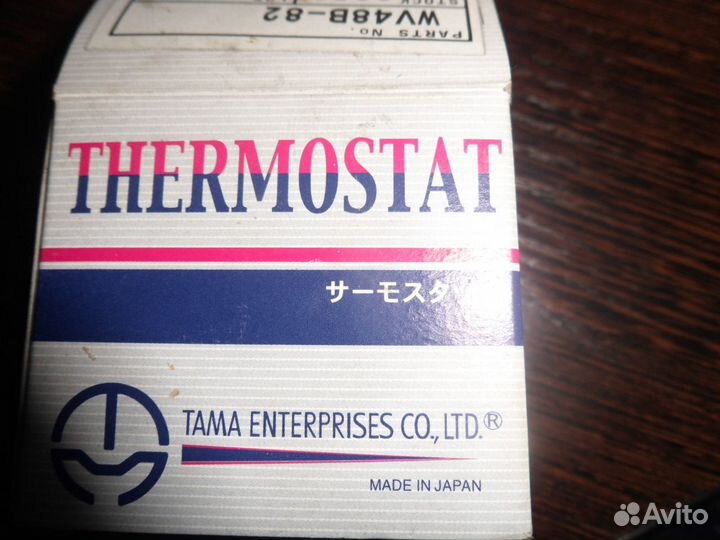 PARTS No.
WV48B-82
THERMOSTAT
サーモスタ
TAMA ENTERPRISES CO., LTD.®
MADE IN JAPAN
Avito